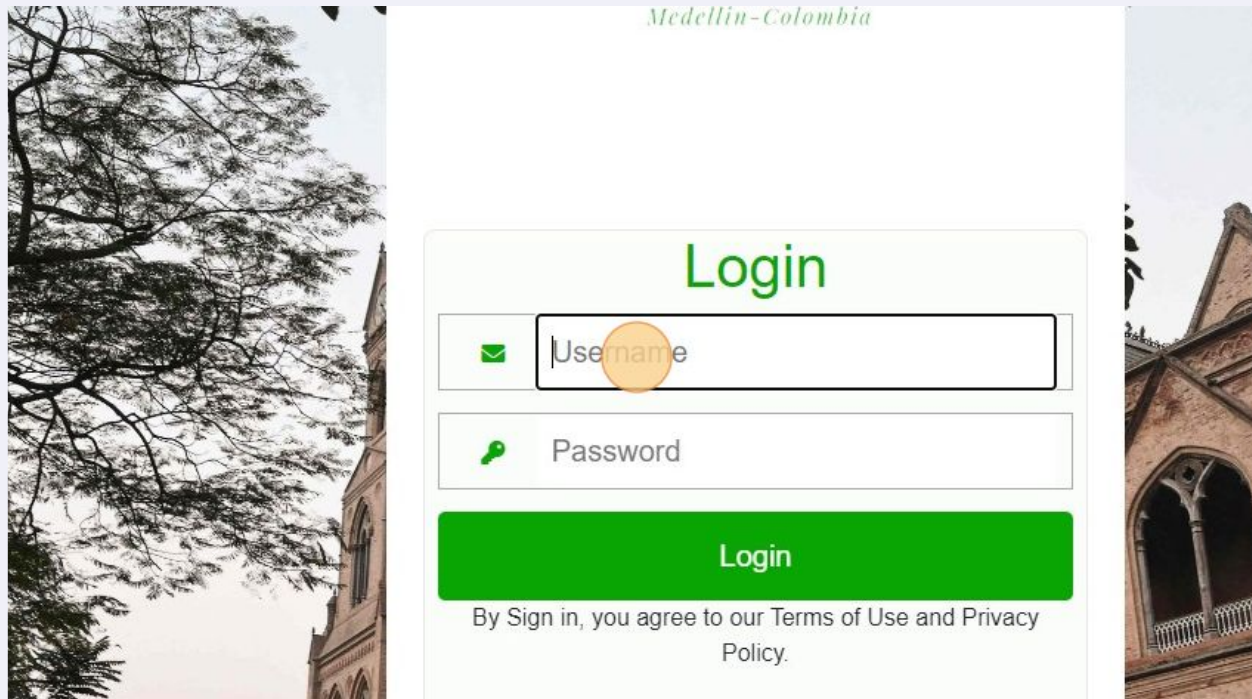 Medellin-Colombia
Login
Username
Password
Login
By Sign in, you agree to our Terms of Use and Privacy
Policy.